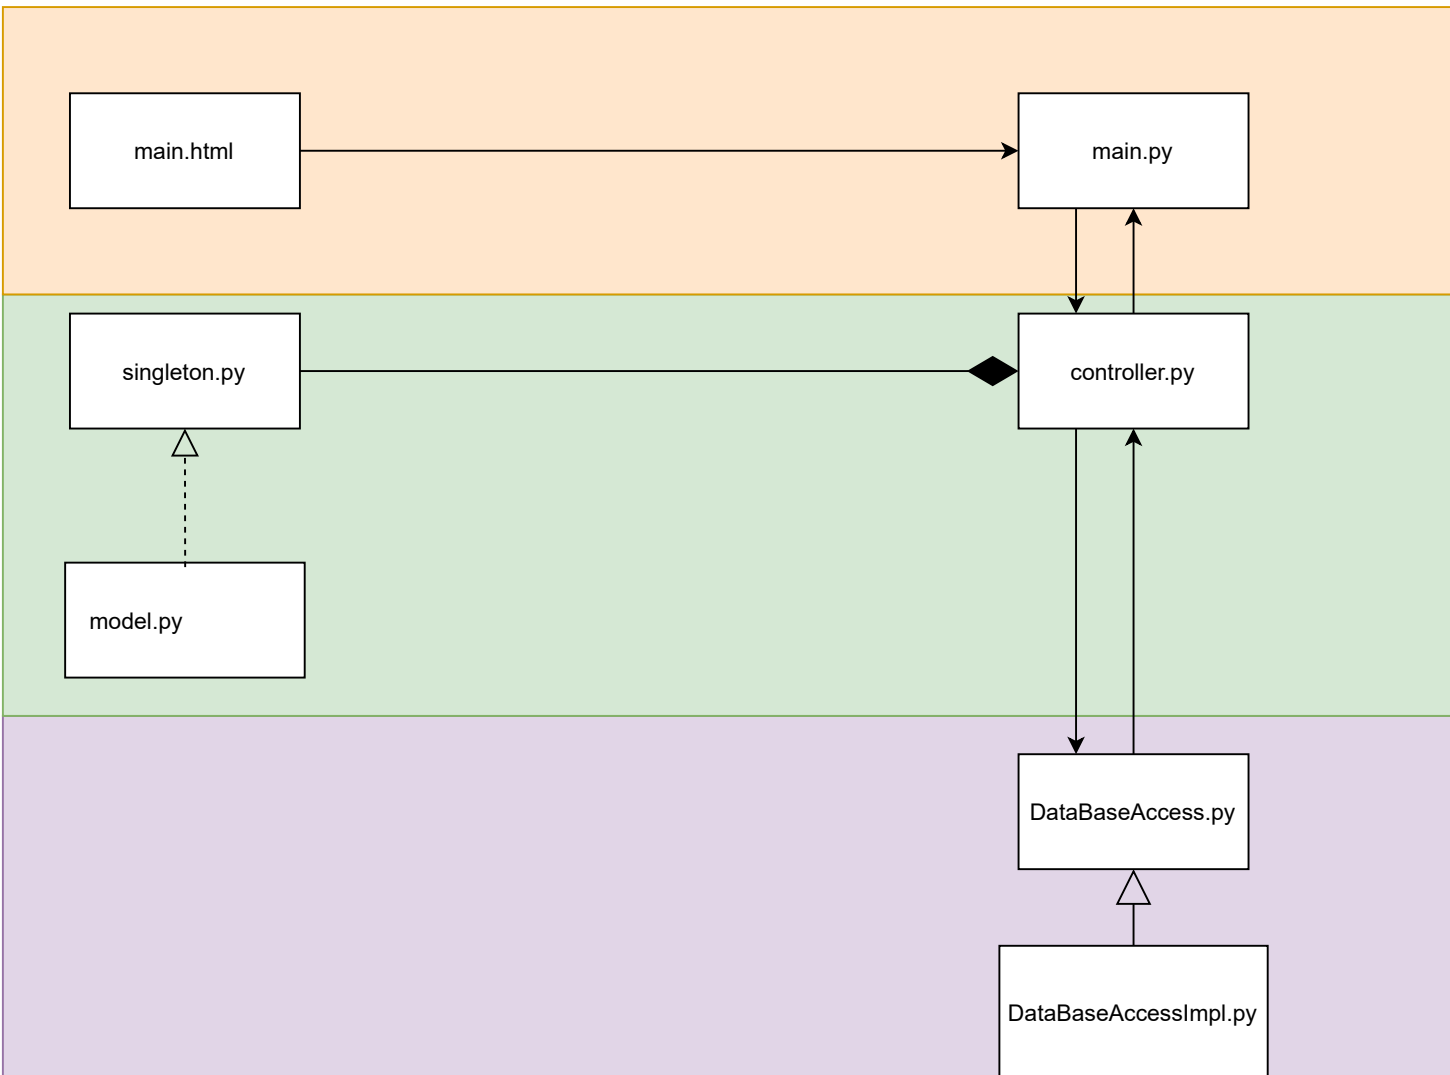 main.html
main.py
singleton.py
controller.py
model.py
DataBaseAccess.py
DataBaseAccessImpl.py